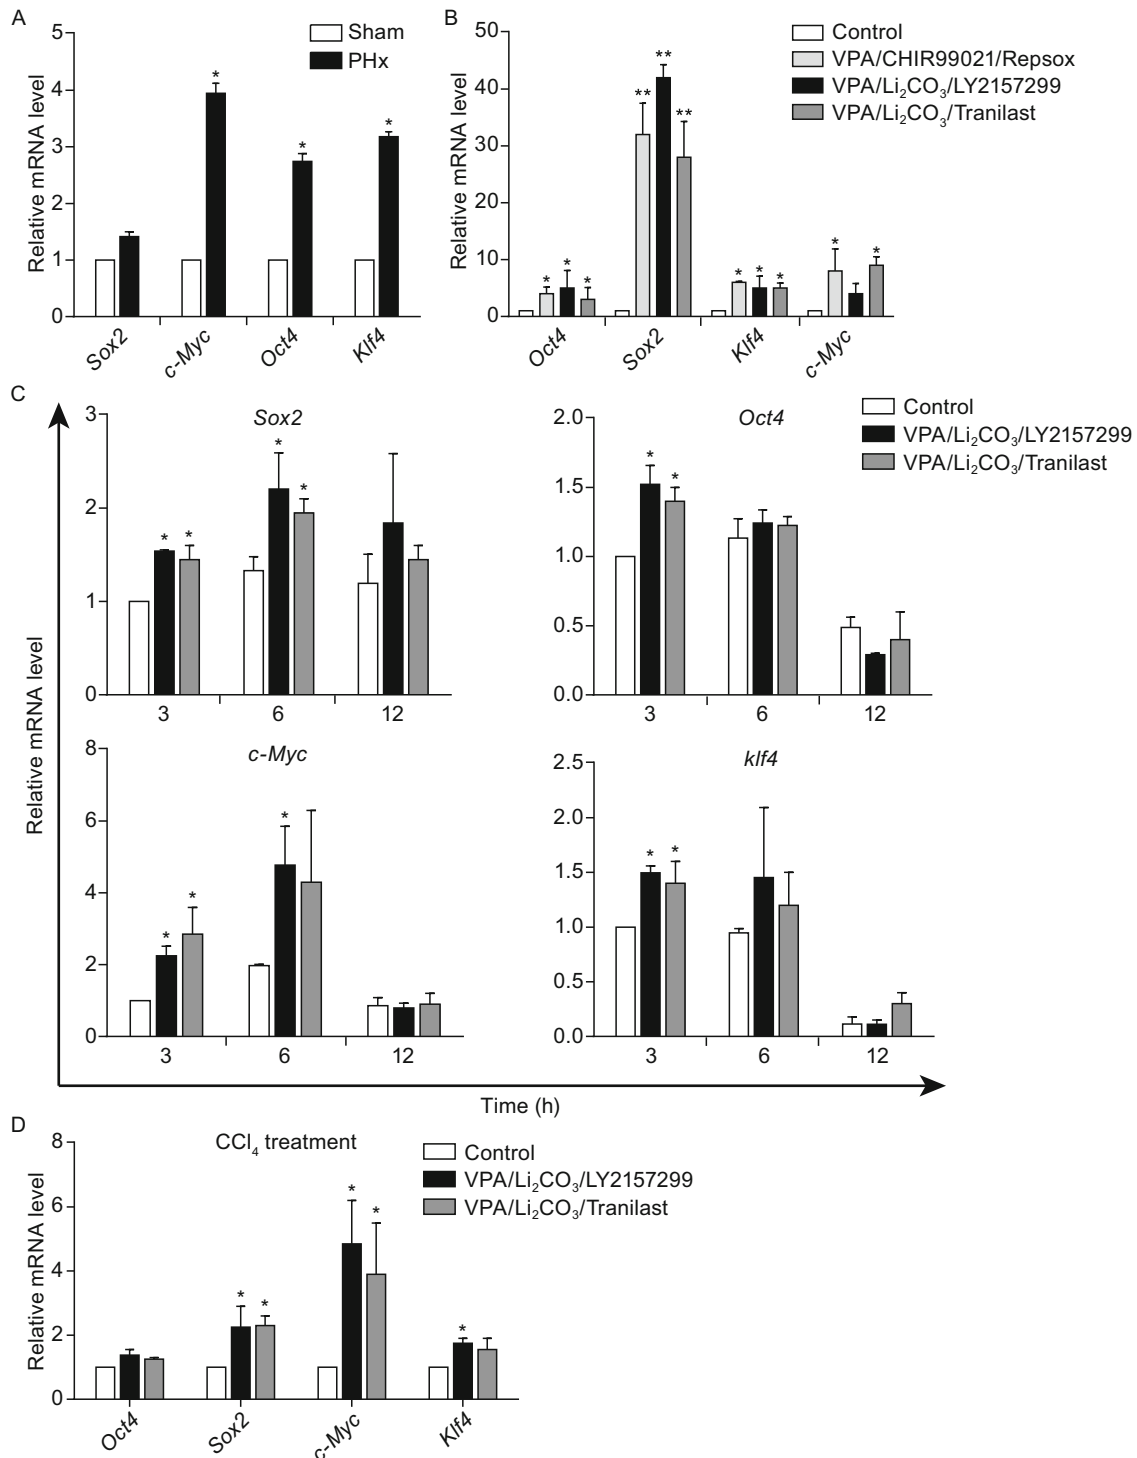 A
Relative mRNA level
5
4
3
2
1
0
Sham
PHx
*
*
*
Sox2
c-Myc
Oct4
Klf4
B
Relative mRNA level
50
40
30
20
10
0
Control
VPA/CHIR99021/Repsox
VPA/Li₂CO₃/LY2157299
VPA/Li₂CO₃/Tranilast
* * *
** ** **
* * *
* *
Oct4
Sox2
Klf4
c-Myc
C
Relative mRNA level
Sox2
3
2
1
0
* *
* *
3 6 12
Oct4
2.0
1.5
1.0
0.5
0.0
* *
3 6 12
Control
VPA/Li₂CO₃/LY2157299
VPA/Li₂CO₃/Tranilast
c-Myc
8
6
4
2
0
* *
*
3 6 12
klf4
2.5
2.0
1.5
1.0
0.5
0.0
* *
3 6 12
Time (h)
D
Relative mRNA level
CCl₄ treatment
8
6
4
2
0
Control
VPA/Li₂CO₃/LY2157299
VPA/Li₂CO₃/Tranilast
* *
* *
*
Oct4
Sox2
c-Myc
Klf4